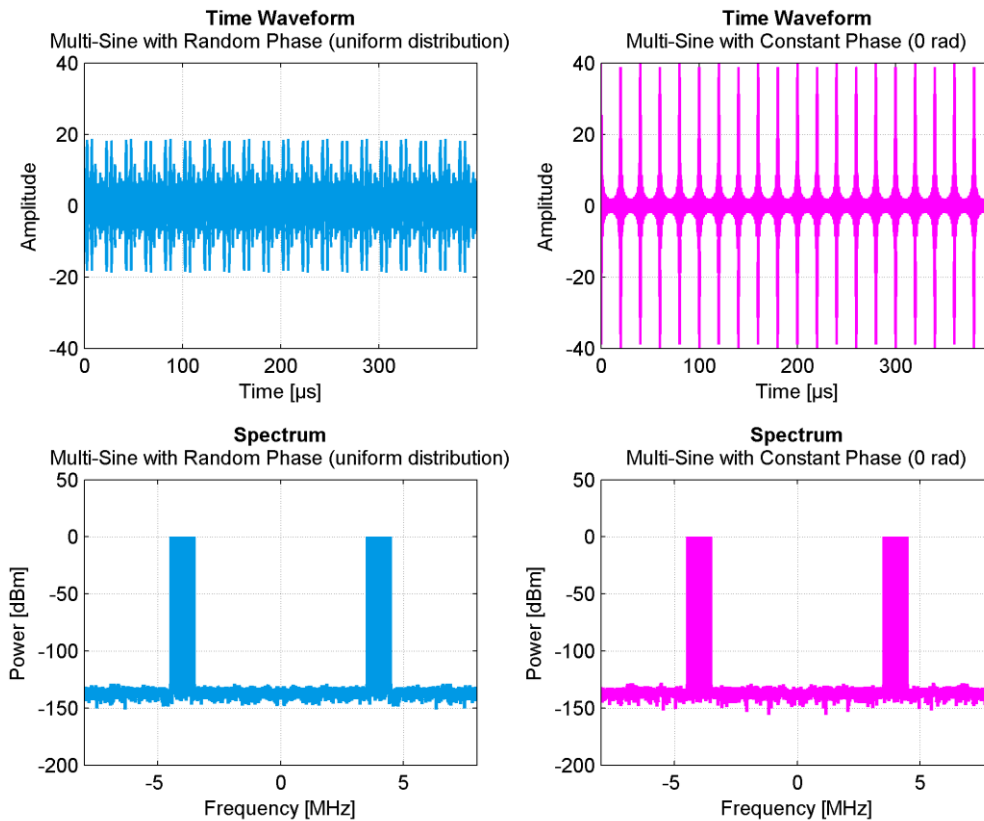 Time Waveform
Multi-Sine with Random Phase (uniform distribution)
40
20
0
-20
-40
Amplitude
0
100
200
300
Time [µs]
Time Waveform
Multi-Sine with Constant Phase (0 rad)
40
20
0
-20
-40
Amplitude
0
100
200
300
Time [µs]
Spectrum
Multi-Sine with Random Phase (uniform distribution)
50
0
-50
-100
-150
-200
Power [dBm]
-5
0
5
Frequency [MHz]
Spectrum
Multi-Sine with Constant Phase (0 rad)
50
0
-50
-100
-150
-200
Power [dBm]
-5
0
5
Frequency [MHz]